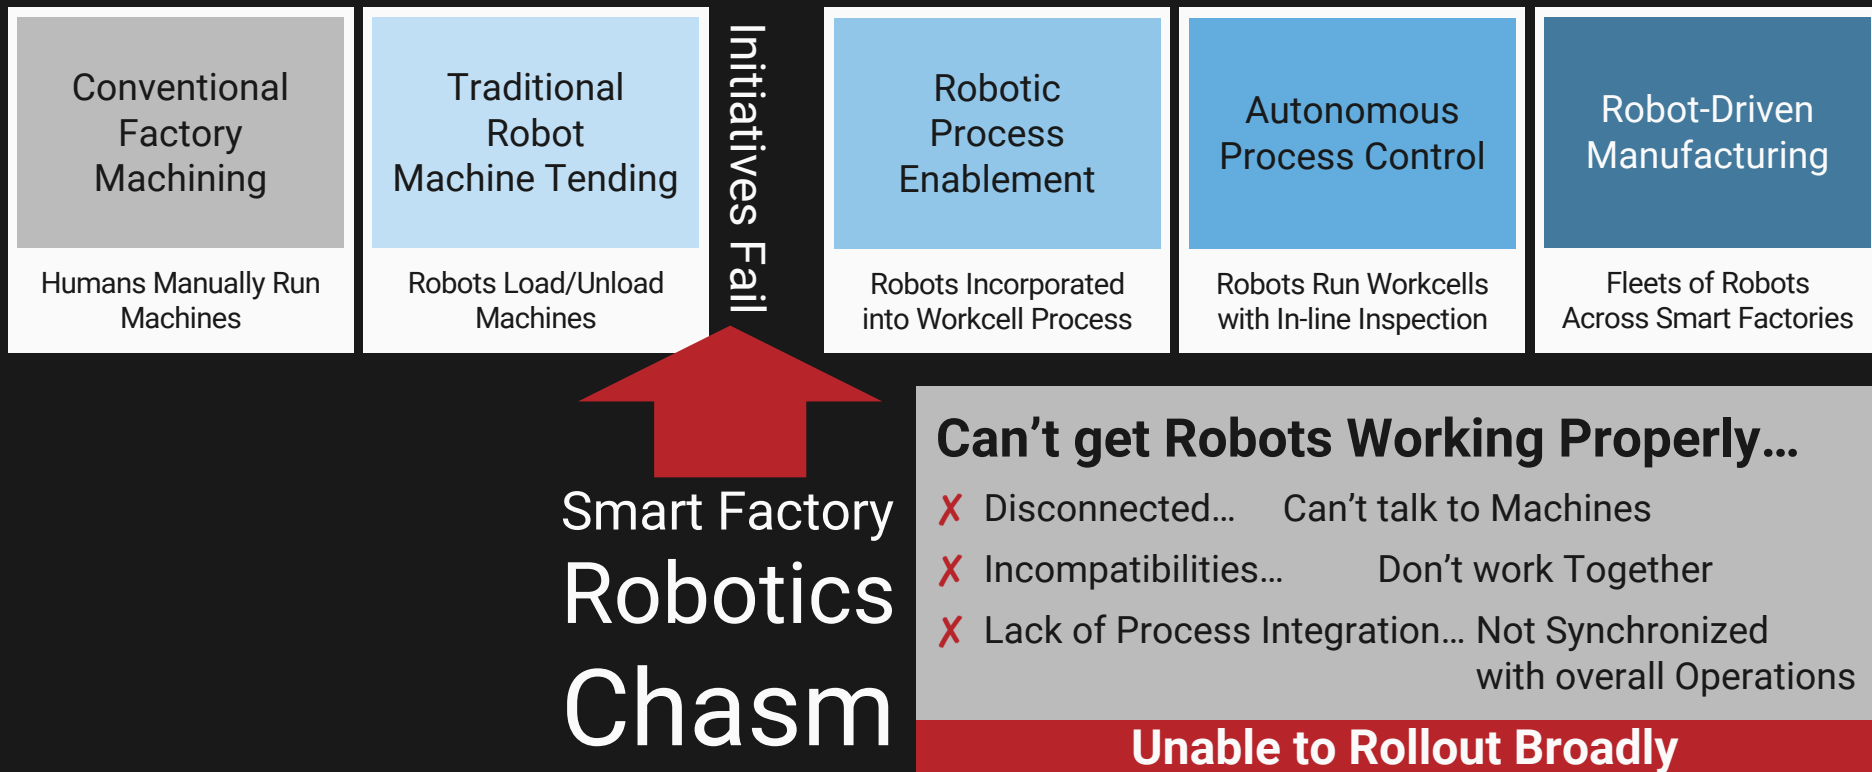 Conventional
Factory
Machining
Humans Manually Run
Machines
Traditional
Robot
Machine Tending
Robots Load/Unload
Machines
Initiatives Fail
Robotic
Process
Enablement
Robots Incorporated
into Workcell Process
Autonomous
Process Control
Robots Run Workcells
with In-line Inspection
Robot-Driven
Manufacturing
Fleets of Robots
Across Smart Factories
Smart Factory
Robotics
Chasm
Can’t get Robots Working Properly…
✗ Disconnected… Can’t talk to Machines
✗ Incompatibilities… Don’t work Together
✗ Lack of Process Integration… Not Synchronized
with overall Operations
Unable to Rollout Broadly